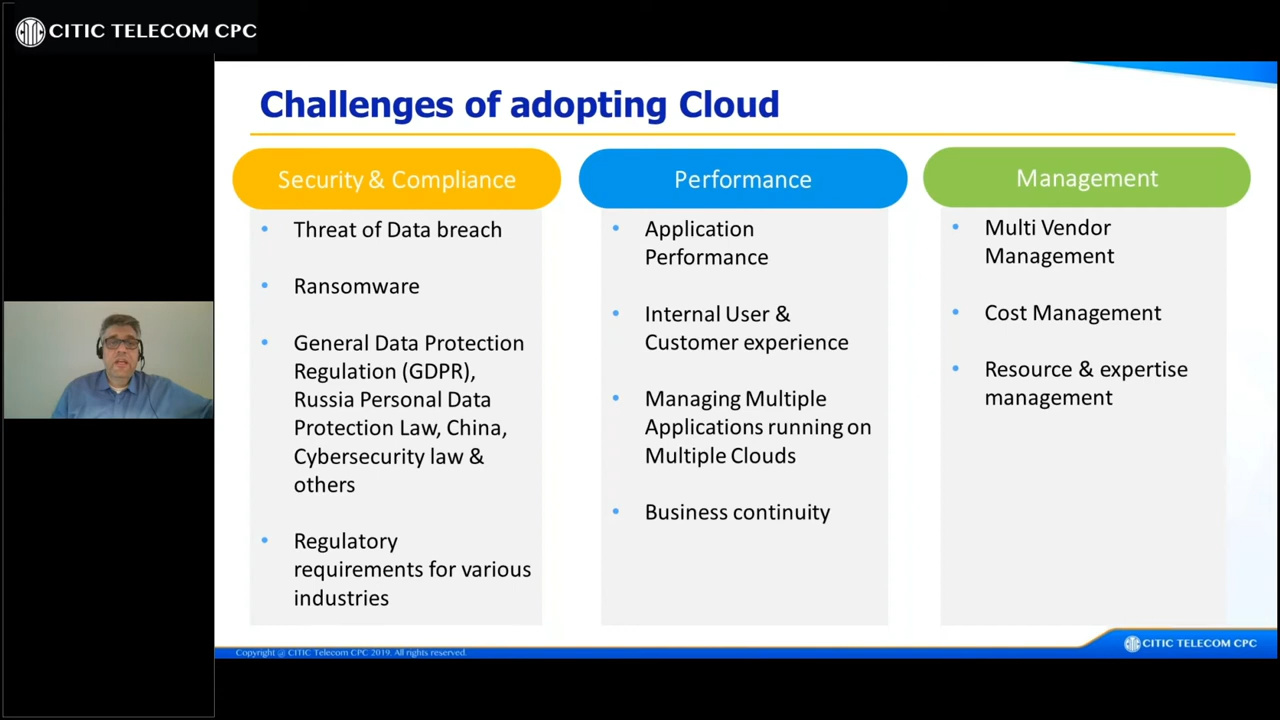 CITIC TELECOM CPC
Challenges of adopting Cloud
Security & Compliance
• Threat of Data breach
• Ransomware
• General Data Protection
Regulation (GDPR),
Russia Personal Data
Protection Law, China,
Cybersecurity law &
others
• Regulatory
requirements for various
industries
Performance
• Application
Performance
• Internal User &
Customer experience
• Managing Multiple
Applications running on
Multiple Clouds
• Business continuity
Management
• Multi Vendor
Management
• Cost Management
• Resource & expertise
management
Copyright @ CITIC Telecom CPC 2019. All rights reserved.
CITIC TELECOM CPC